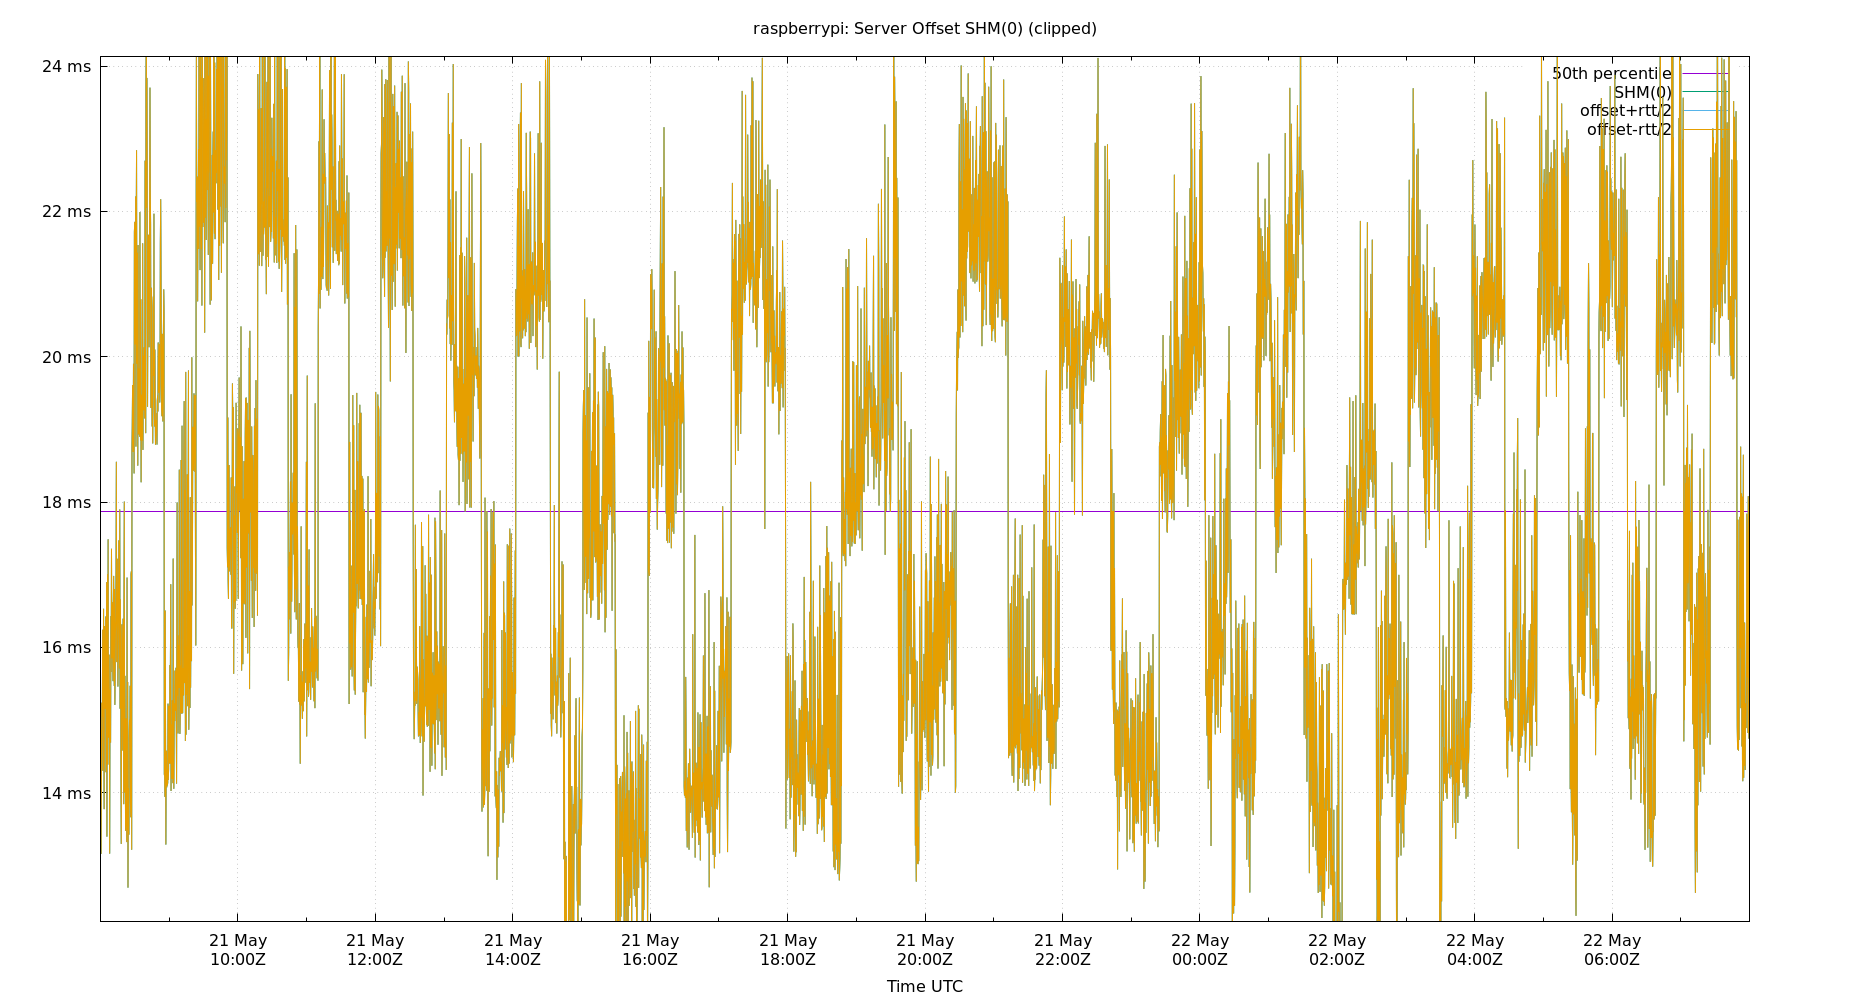 raspberrypi: Server Offset SHM(0) (clipped)
24 ms
22 ms
20 ms
18 ms
16 ms
14 ms
50th percentile
SHM(0)
offset+rtt/2
offset-rtt/2
21 May 21 May 21 May 21 May 21 May 21 May 21 May 22 May 22 May 22 May 22 May
10:00Z 12:00Z 14:00Z 16:00Z 18:00Z 20:00Z 22:00Z 00:00Z 02:00Z 04:00Z 06:00Z
Time UTC